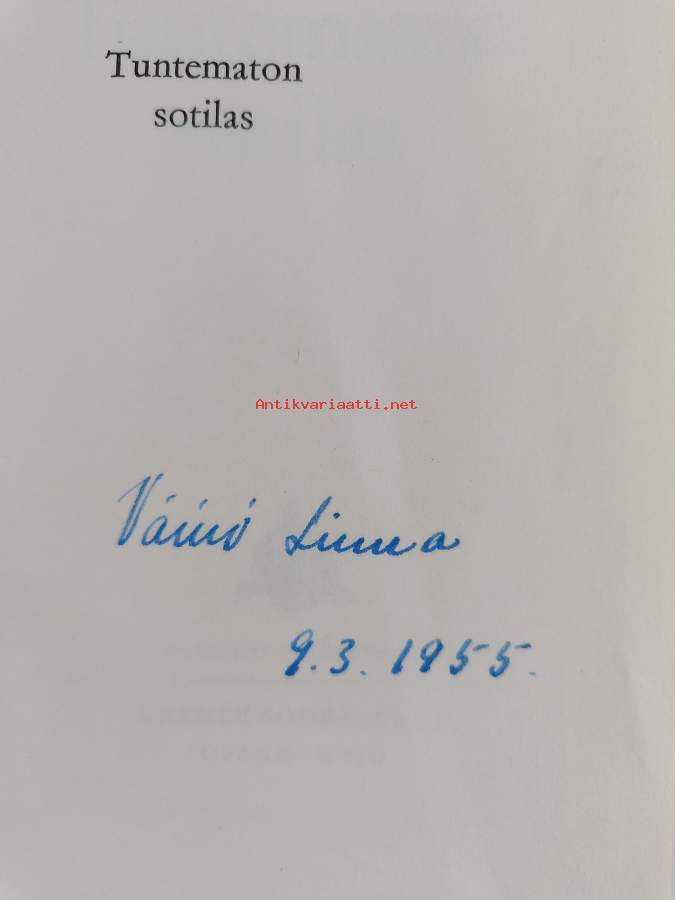 Tuntematon
sotilas
Antikvariaatti.net
Väinö Linna
9.3.1955.